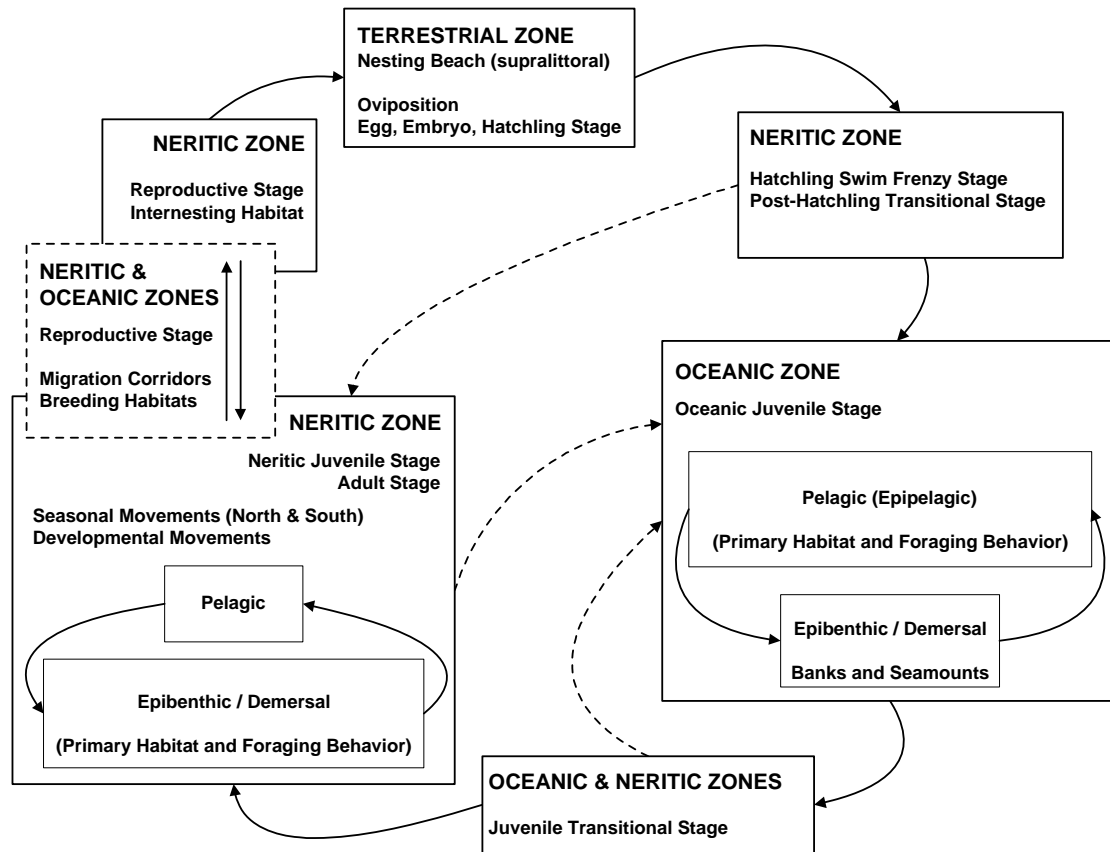 TERRESTRIAL ZONE
Nesting Beach (supralittoral)
Oviposition
Egg, Embryo, Hatchling Stage
NERITIC ZONE
Hatchling Swim Frenzy Stage
Post-Hatchling Transitional Stage
OCEANIC ZONE
Oceanic Juvenile Stage
Pelagic (Epipelagic)
(Primary Habitat and Foraging Behavior)
Epibenthic / Demersal
Banks and Seamounts
OCEANIC & NERITIC ZONES
Juvenile Transitional Stage
NERITIC ZONE
Neritic Juvenile Stage
Adult Stage
Seasonal Movements (North & South)
Developmental Movements
Pelagic
Epibenthic / Demersal
(Primary Habitat and Foraging Behavior)
NERITIC &
OCEANIC ZONES
Reproductive Stage
Migration Corridors
Breeding Habitats
NERITIC ZONE
Reproductive Stage
Internesting Habitat